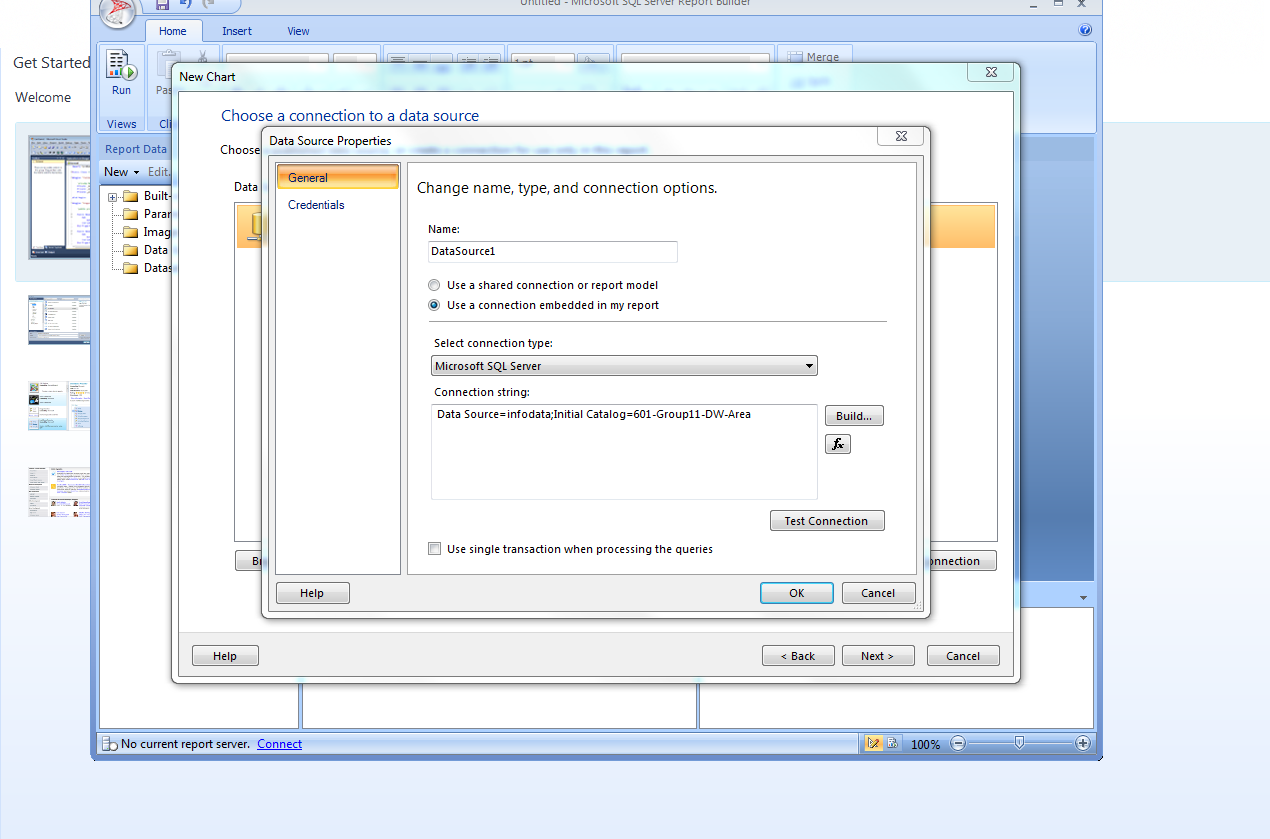 Untitled - Microsoft SQL Server Report Builder
Home
Insert
View
Get Started
Welcome
Run
Views
Merge
New Chart
Choose a connection to a data source
Choose
Data
Report Data
New
Edit.
Built-
Data
Data Source Properties
General
Credentials
Change name, type, and connection options.
Name:
DataSource1
Use a shared connection or report model
Use a connection embedded in my report
Select connection type:
Microsoft SQL Server
Connection string:
Data Source=infodata;Initial Catalog=601-Group11-DW-Area
Build...
fx
Test Connection
Use single transaction when processing the queries
Help
OK
Cancel
Help
< Back
Next >
Cancel
No current report server. Connect
100%